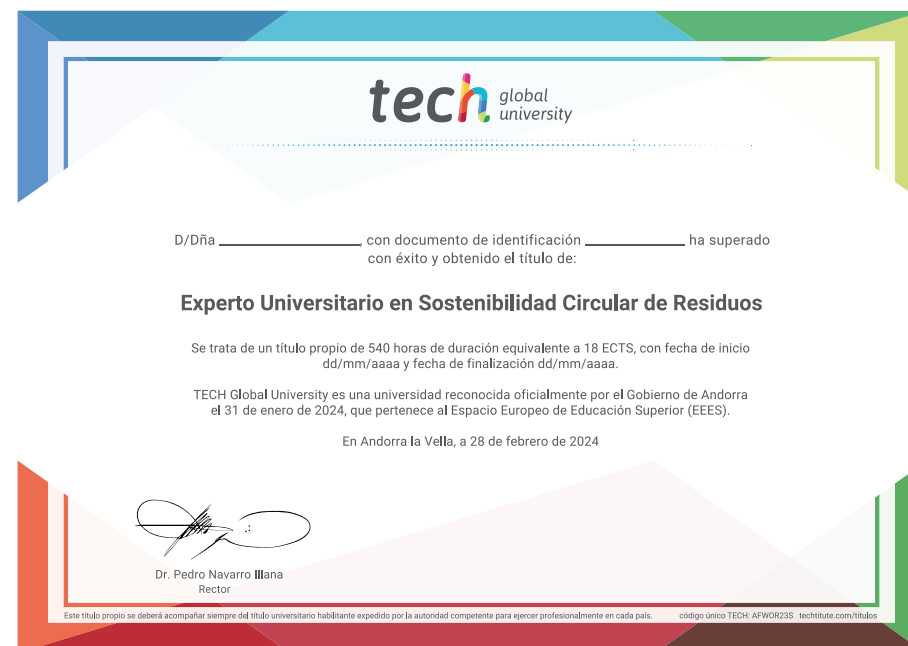 tech global university
D/Dña ________________, con documento de identificación ____________ ha superado
con éxito y obtenido el título de:
Experto Universitario en Sostenibilidad Circular de Residuos
Se trata de un título propio de 540 horas de duración equivalente a 18 ECTS, con fecha de inicio
dd/mm/aaaa y fecha de finalización dd/mm/aaaa.
TECH Global University es una universidad reconocida oficialmente por el Gobierno de Andorra
el 31 de enero de 2024, que pertenece al Espacio Europeo de Educación Superior (EEES).
En Andorra la Vella, a 28 de febrero de 2024
Dr. Pedro Navarro Illana
Rector
Este título propio se deberá acompañar siempre del título universitario habilitante expedido por la autoridad competente para ejercer profesionalmente en cada país. código único TECH: AFWOR23S techtitute.com/titulos